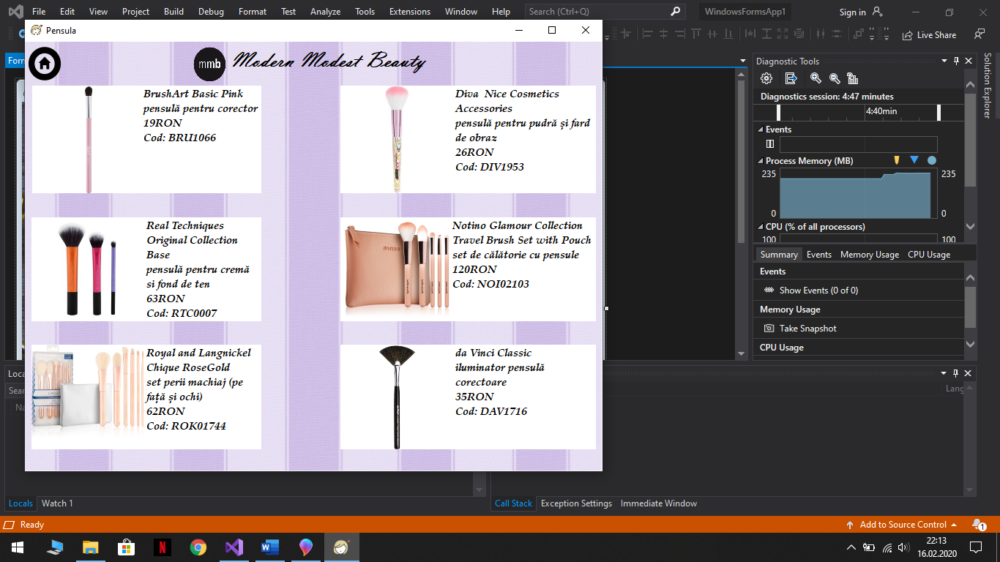 File Edit View Project Build Debug Format Test Analyze Tools Extensions Window Help Search (Ctrl+Q) WindowsFormsApp1 Sign in
Pensula
Live Share
mmb Modern Modest Beauty
BrushArt Basic Pink
pensulă pentru corector
19RON
Cod: BRU1066
Diva Nice Cosmetics
Accessories
pensulă pentru pudră și fard
de obraz
26RON
Cod: DIV1953
Real Techniques
Original Collection
Base
pensulă pentru cremă
si fond de ten
63RON
Cod: RTC0007
Notino Glamour Collection
Travel Brush Set with Pouch
set de călătorie cu pensule
120RON
Cod: NOI02103
Royal and Langnickel
Chique RoseGold
set perii machiaj (pe
față și ochi)
62RON
Cod: ROK01744
da Vinci Classic
iluminator pensulă
corectoare
35RON
Cod: DAV1716
Form
Diagnostic Tools
Diagnostics session: 4:47 minutes
4:40min
Events
Process Memory (MB)
235 235
0 0
CPU (% of all processors)
100 100
Summary Events Memory Usage CPU Usage
Events
Show Events (0 of 0)
Memory Usage
Take Snapshot
CPU Usage
Solution Explorer
Loca
Sear
Na
Lang
Locals Watch 1
Call Stack Exception Settings Immediate Window
Ready
Add to Source Control
1
N
W
22:13
16.02.2020